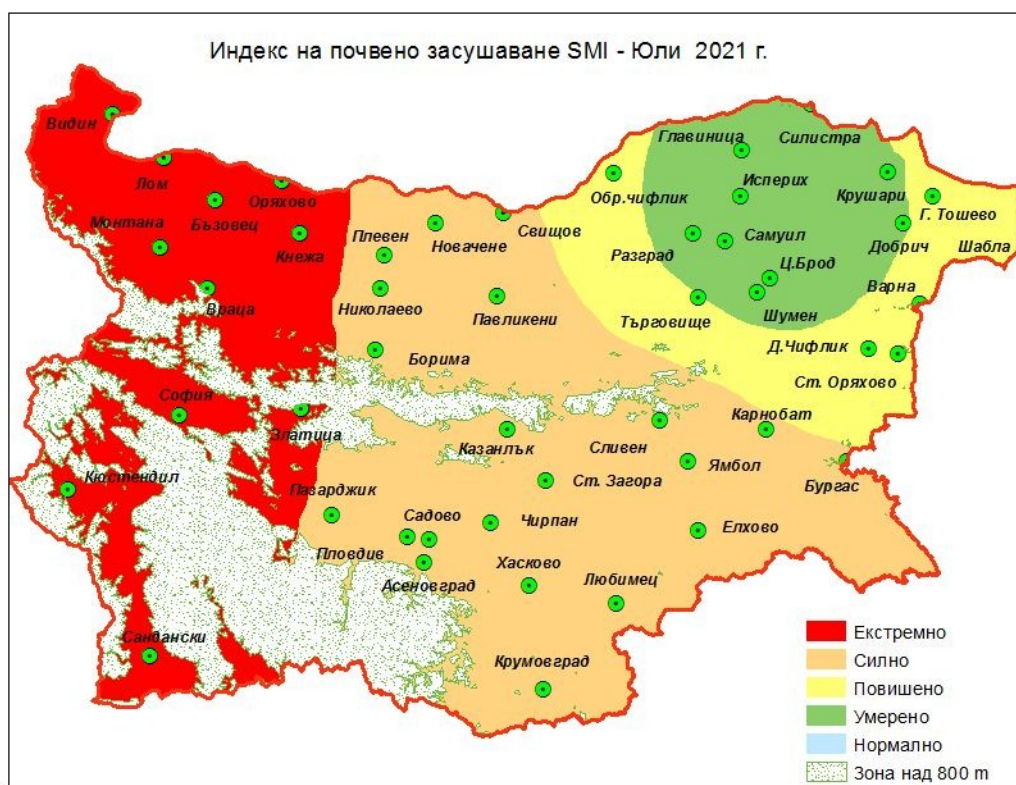 Индекс на почвено засушаване SMI - Юли 2021 г.
Видин
Главиница
Силистра
Лом
Оряхово
Обр.чифлик
Исперих
Крушари
Г. Тошево
Монтана
Бъзовец
Кнежа
Плевен
Новачене
Свищов
Разград
Самуил
Добрич
Шабла
Ц.Брод
Варна
Враца
Николаево
Павликени
Търговище
Шумен
Борима
Д.Чифлик
Ст. Оряхово
София
Златица
Казанлък
Сливен
Карнобат
Кюстендил
Пазарджик
Ст. Загора
Ямбол
Бургас
Садово
Чирпан
Елхово
Пловдив
Асеновград
Хасково
Любимец
Сандански
Крумовград
Екстремно
Силно
Повишено
Умерено
Нормално
Зона над 800 m